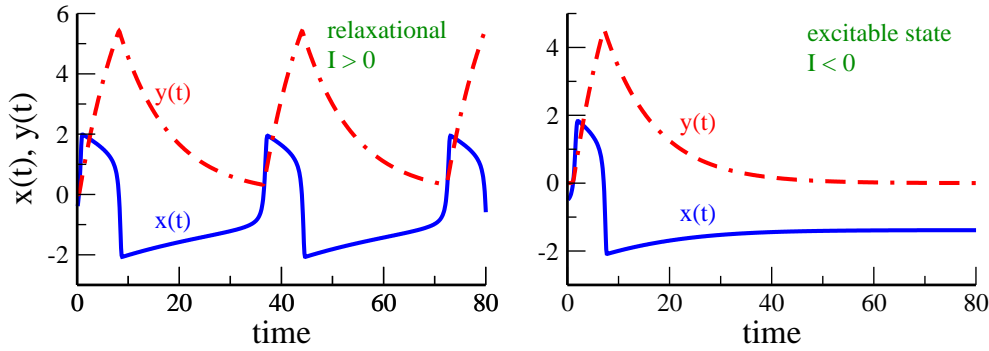 x(t), y(t)
6
4
2
0
-2
0
20
40
60
80
time
relaxational
I > 0
y(t)
x(t)
4
2
0
-2
0
20
40
60
80
time
excitable state
I < 0
y(t)
x(t)